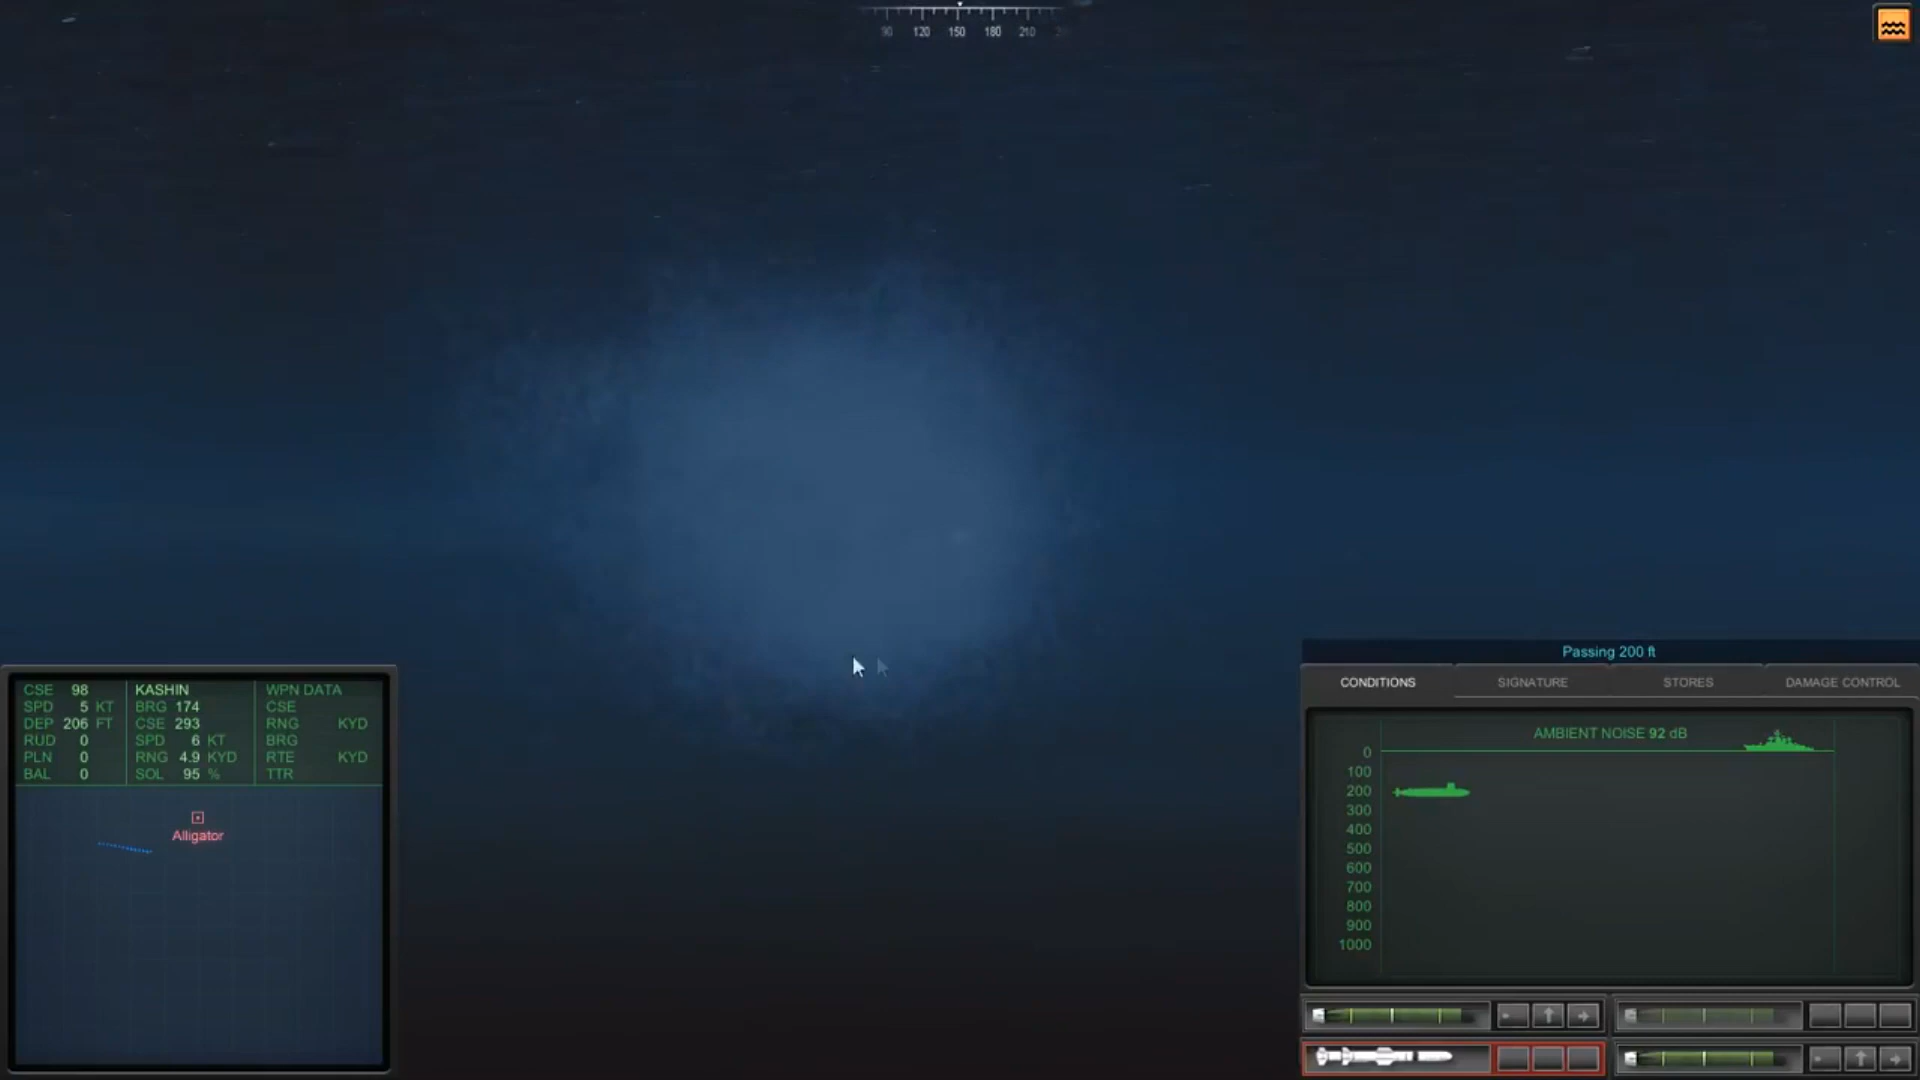 90 120 150 180 210
CSE 98 KASHIN WPN DATA
SPD 5 KT BRG 174 CSE
DEP 206 FT CSE 293 RNG KYD
RUD 0 SPD 6 KT BRG
PLN 0 RNG 4.9 KYD RTE KYD
BAL 0 SOL 95 % TTR
Alligator
Passing 200 ft
CONDITIONS SIGNATURE STORES DAMAGE CONTROL
AMBIENT NOISE 92 dB
0
100
200
300
400
500
600
700
800
900
1000